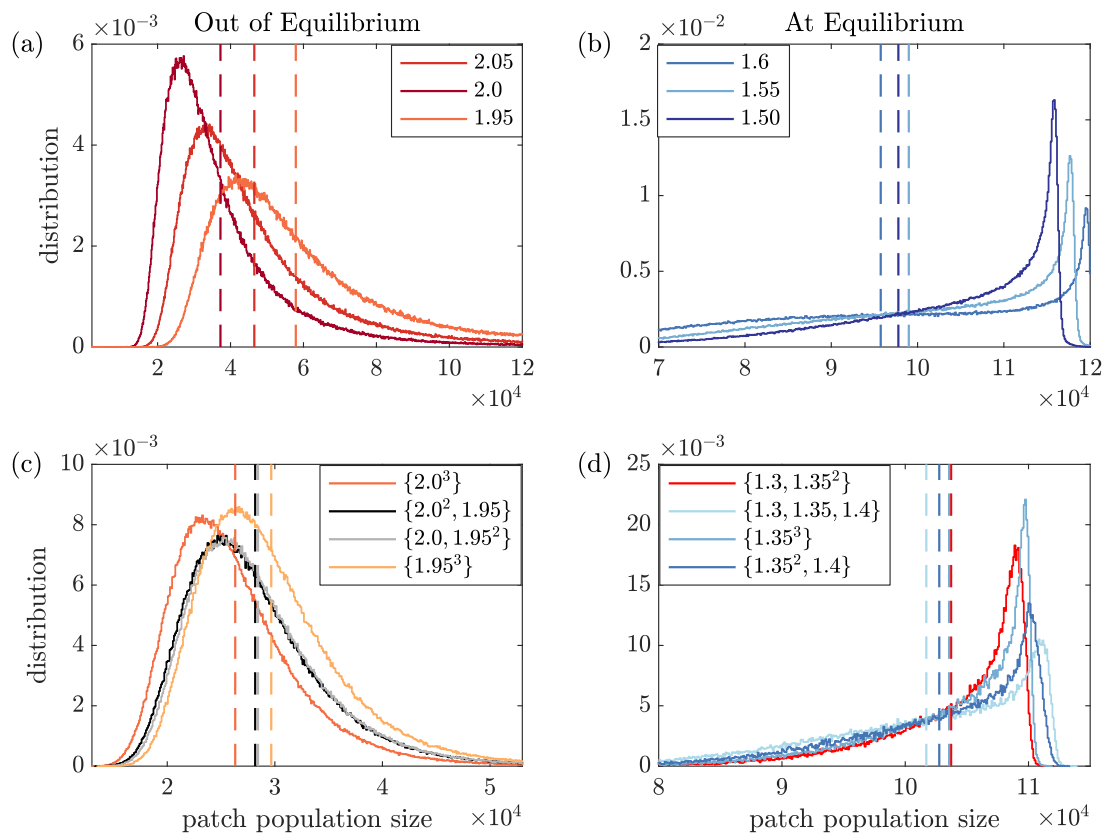 Out of Equilibrium
(a)
×10⁻³
6
4
2
0
distribution
2.05
2.0
1.95
2 4 6 8 10 12
×10⁴
At Equilibrium
(b)
×10⁻²
2
1.5
1
0.5
0
1.6
1.55
1.50
7 8 9 10 11 12
×10⁴
(c)
×10⁻³
10
8
6
4
2
0
distribution
{2.0³}
{2.0², 1.95}
{2.0, 1.95²}
{1.95³}
2 3 4 5
patch population size ×10⁴
(d)
×10⁻³
25
20
15
10
5
0
{1.3, 1.35²}
{1.3, 1.35, 1.4}
{1.35³}
{1.35², 1.4}
8 9 10 11
patch population size ×10⁴